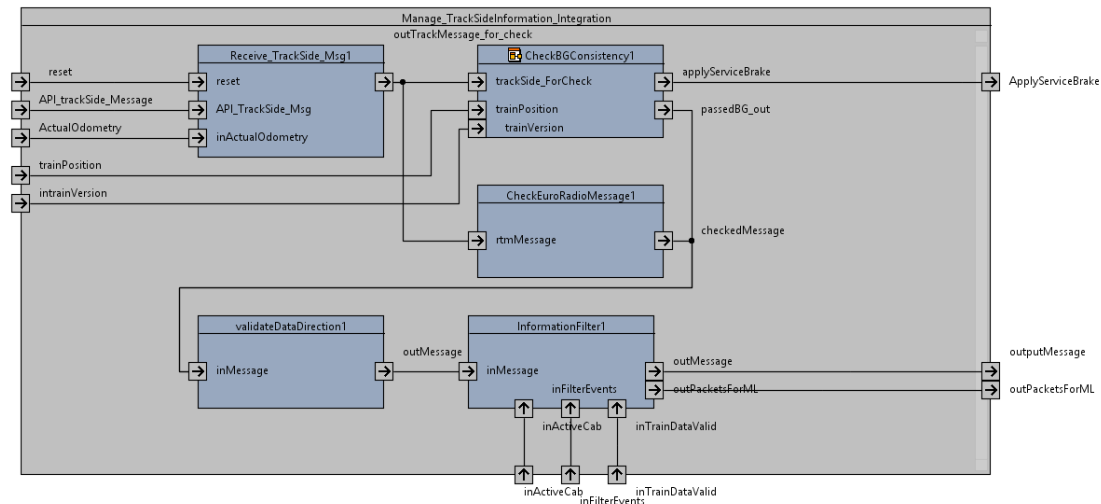 Manage_TrackSideInformation_Integration
outTrackMessage_for_check
Receive_TrackSide_Msg1
CheckBGConsistency1
reset
reset
trackSide_ForCheck
applyServiceBrake
ApplyServiceBrake
API_trackSide_Message
API_TrackSide_Msg
trainPosition
passedBG_out
ActualOdometry
inActualOdometry
trainVersion
trainPosition
intrainVersion
CheckEuroRadioMessage1
rtmMessage
checkedMessage
validateDataDirection1
InformationFilter1
inMessage
outMessage
inMessage
outMessage
outputMessage
inFilterEvents
outPacketsForML
outPacketsForML
inActiveCab
inTrainDataValid
inActiveCab
inFilterEvents
inTrainDataValid